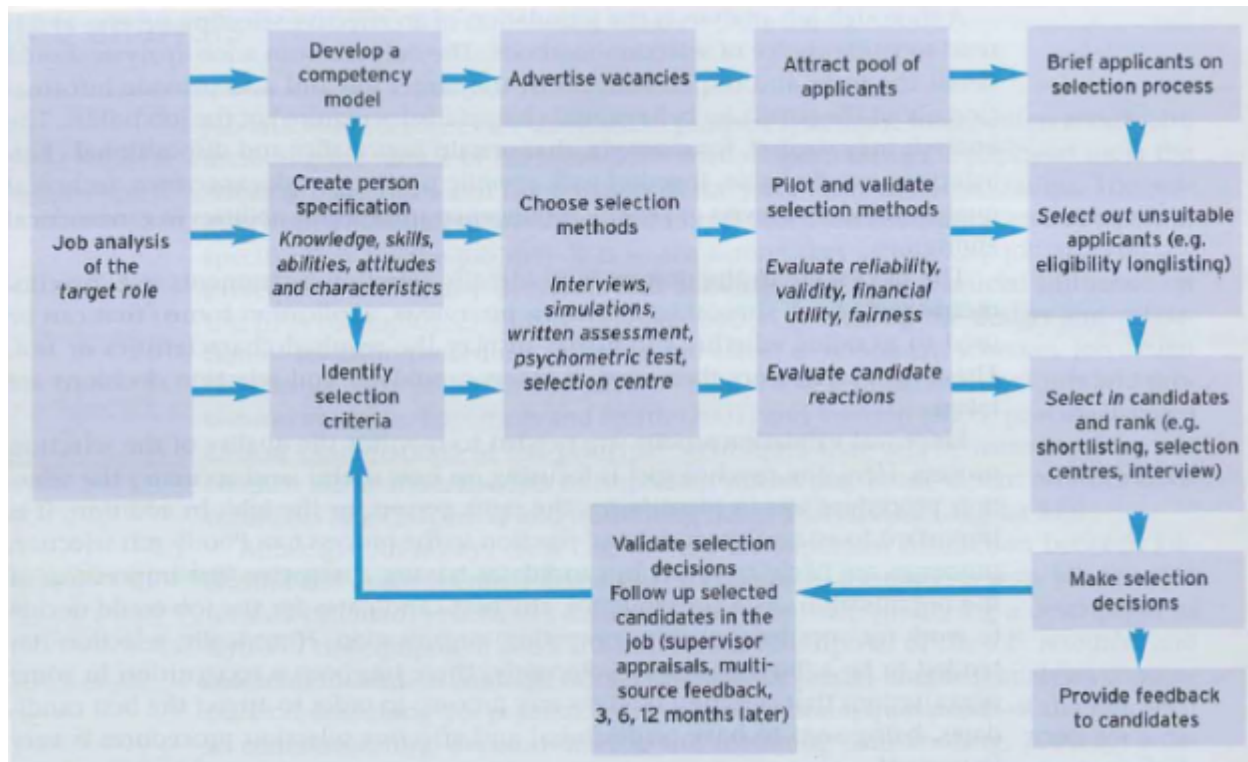 Job analysis
of the
target role
Develop a
competency
model
Create person
specification
Knowledge, skills,
abilities, attitudes
and characteristics
Identify
selection
criteria
Advertise vacancies
Choose selection
methods
Interviews,
simulations,
written assessment,
psychometric test,
selection centre
Attract pool of
applicants
Pilot and validate
selection methods
Evaluate reliability,
validity, financial
utility, fairness
Evaluate candidate
reactions
Brief applicants on
selection process
Select out unsuitable
applicants (e.g.
eligibility longlisting)
Select in candidates
and rank (e.g.
shortlisting, selection
centres, interview)
Make selection
decisions
Provide feedback
to candidates
Validate selection
decisions
Follow up selected
candidates in the
job (supervisor
appraisals, multi-
source feedback,
3, 6, 12 months later)